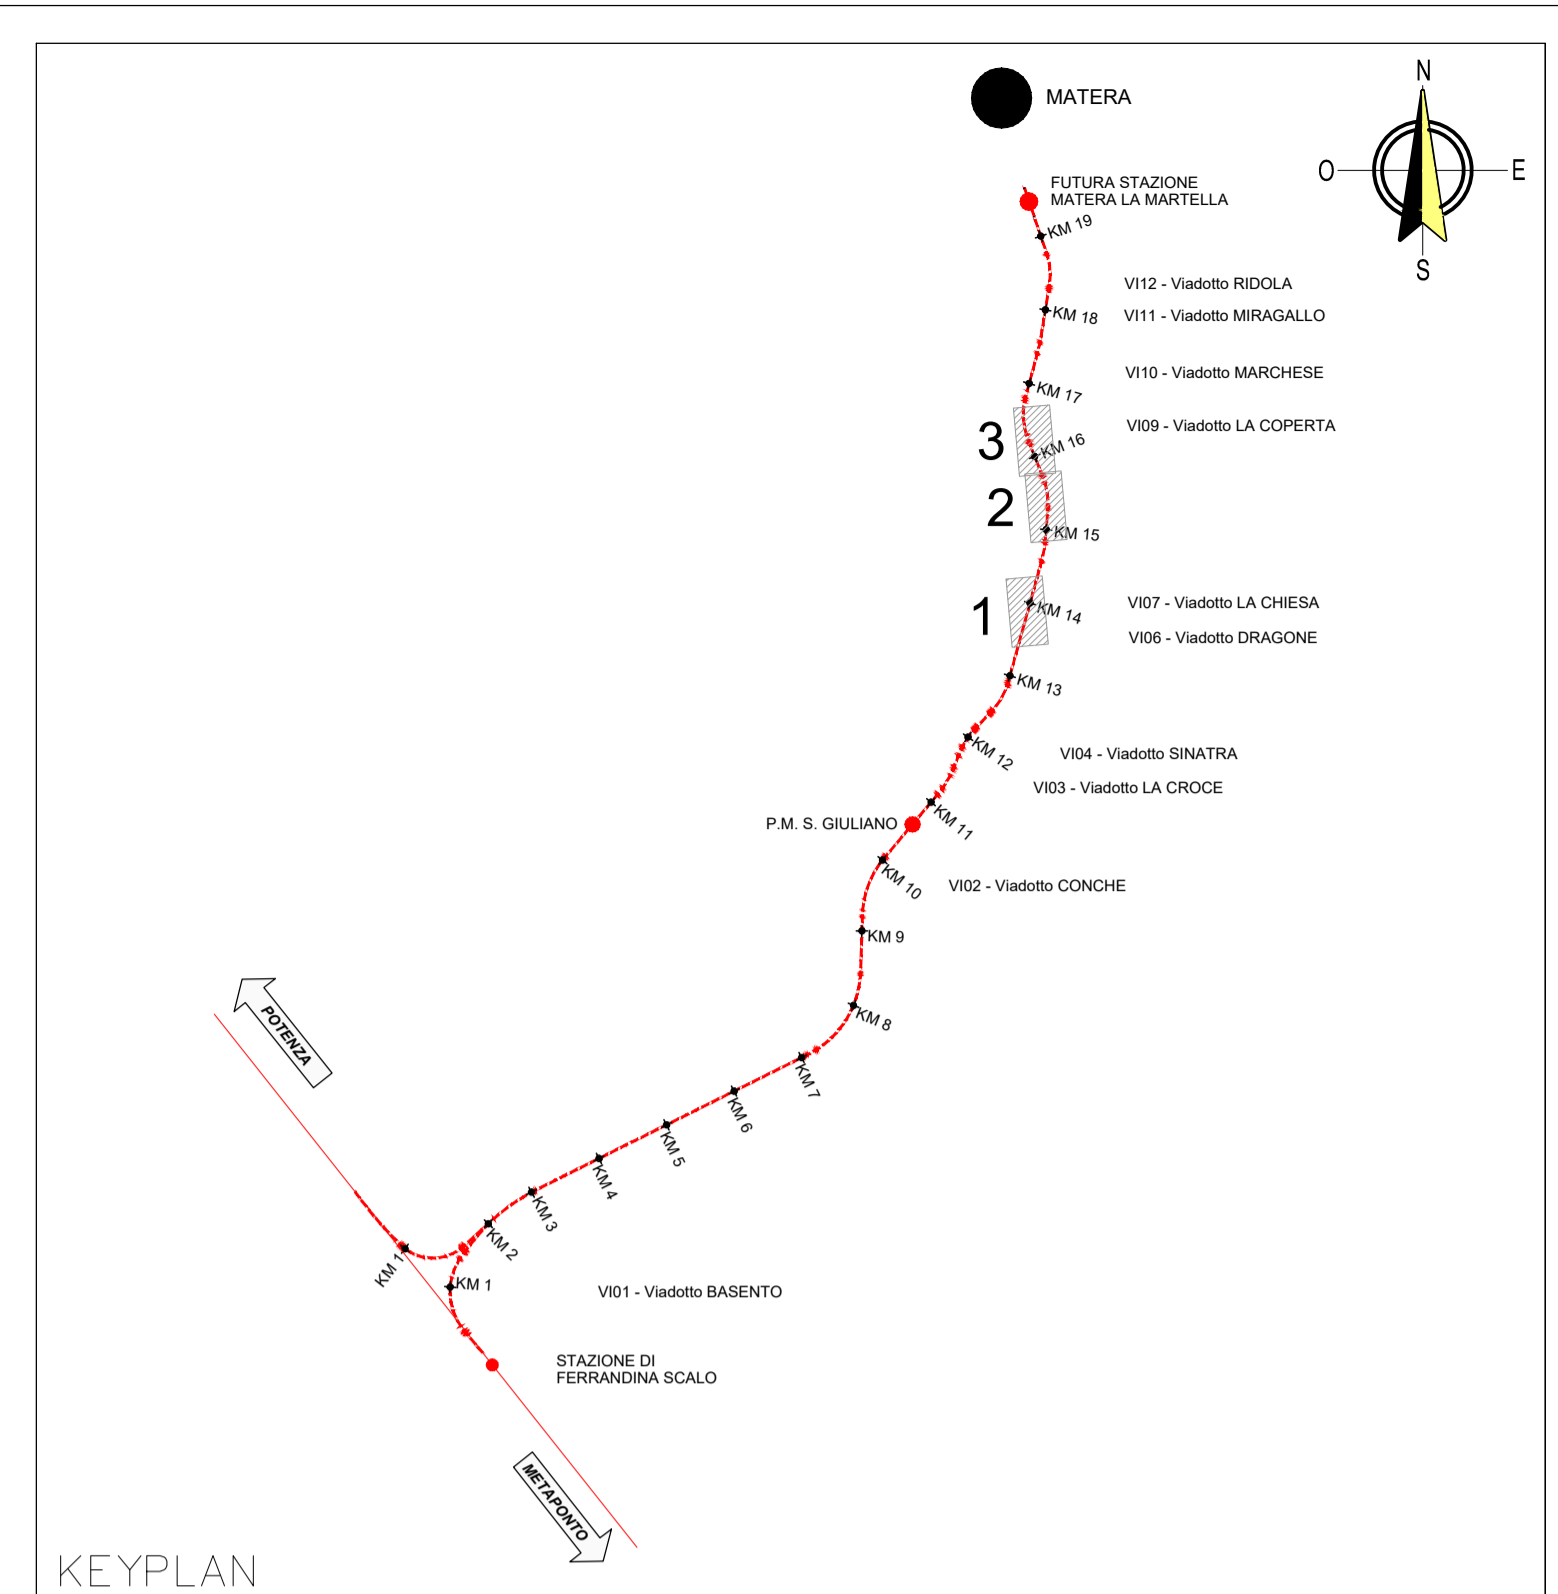 MATERA
N
O
E
S
FUTURA STAZIONE
MATERA LA MARTELLA
KM 19
VI12 - Viadotto RIDOLA
KM 18
VI11 - Viadotto MIRAGALLO
VI10 - Viadotto MARCHESE
KM 17
VI09 - Viadotto LA COPERTA
3
KM 16
2
KM 15
1
KM 14
VI07 - Viadotto LA CHIESA
VI06 - Viadotto DRAGONE
KM 13
KM 12
VI04 - Viadotto SINATRA
VI03 - Viadotto LA CROCE
P.M. S. GIULIANO
KM 11
KM 10
VI02 - Viadotto CONCHE
KM 9
KM 8
POTENZA
KM 7
KM 6
KM 5
KM 4
KM 3
KM 2
KM 1
KM 1
VI01 - Viadotto BASENTO
STAZIONE DI
FERRANDINA SCALO
METAPONTO
KEYPLAN